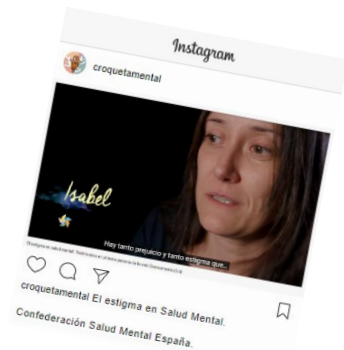 Instagram
croquetamental
Isabel
Hay tanto prejuicio y tanto estigma que...
croquetamental El estigma en Salud Mental.
Confederación Salud Mental España.